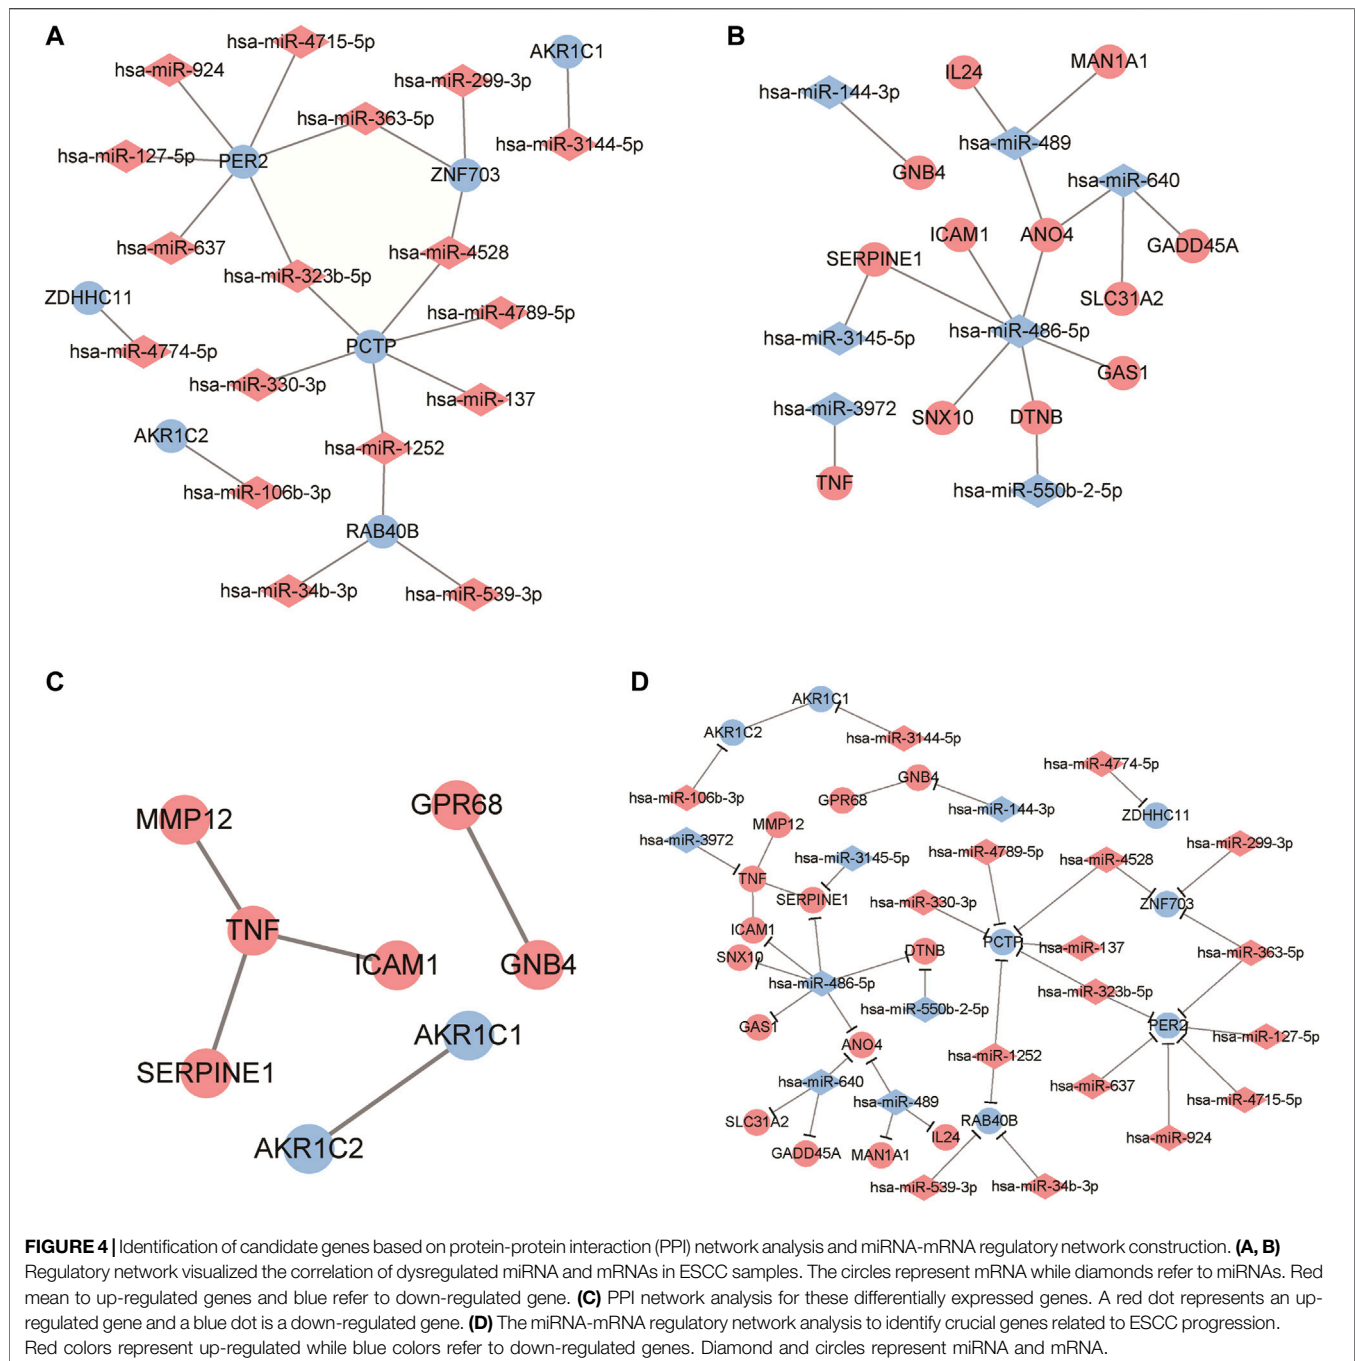 A
hsa-miR-4715-5p
hsa-miR-924
hsa-miR-299-3p
AKR1C1
hsa-miR-363-5p
hsa-miR-3144-5p
hsa-miR-127-5p
PER2
ZNF703
hsa-miR-637
hsa-miR-4528
hsa-miR-323b-5p
ZDHHC11
hsa-miR-4789-5p
hsa-miR-4774-5p
PCTP
hsa-miR-330-3p
hsa-miR-137
AKR1C2
hsa-miR-1252
hsa-miR-106b-3p
RAB40B
hsa-miR-34b-3p
hsa-miR-539-3p
B
MAN1A1
IL24
hsa-miR-144-3p
hsa-miR-489
GNB4
hsa-miR-640
ICAM1
ANO4
GADD45A
SERPINE1
SLC31A2
hsa-miR-486-5p
hsa-miR-3145-5p
GAS1
hsa-miR-3972
SNX10
DTNB
TNF
hsa-miR-550b-2-5p
C
GPR68
MMP12
TNF
ICAM1
GNB4
AKR1C1
SERPINE1
AKR1C2
D
AKR1C1
AKR1C2
hsa-miR-3144-5p
hsa-miR-4774-5p
GNB4
hsa-miR-106b-3p
GPR68
hsa-miR-144-3p
ZDHHC11
MMP12
hsa-miR-3972
hsa-miR-3145-5p
hsa-miR-4789-5p
hsa-miR-4528
hsa-miR-299-3p
TNF
SERPINE1
hsa-miR-330-3p
ZNF703
ICAM1
SNX10
DTNB
PCTP
hsa-miR-137
hsa-miR-363-5p
hsa-miR-486-5p
hsa-miR-323b-5p
hsa-miR-550b-2-5p
GAS1
PER2
hsa-miR-127-5p
ANO4
hsa-miR-1252
hsa-miR-640
hsa-miR-637
hsa-miR-489
hsa-miR-4715-5p
SLC31A2
RAB40B
IL24
hsa-miR-924
GADD45A
MAN1A1
hsa-miR-539-3p
hsa-miR-34b-3p
FIGURE 4 | Identification of candidate genes based on protein-protein interaction (PPI) network analysis and miRNA-mRNA regulatory network construction. (A, B)
Regulatory network visualized the correlation of dysregulated miRNA and mRNAs in ESCC samples. The circles represent mRNA while diamonds refer to miRNAs. Red
mean to up-regulated genes and blue refer to down-regulated gene. (C) PPI network analysis for these differentially expressed genes. A red dot represents an up-
regulated gene and a blue dot is a down-regulated gene. (D) The miRNA-mRNA regulatory network analysis to identify crucial genes related to ESCC progression.
Red colors represent up-regulated while blue colors refer to down-regulated genes. Diamond and circles represent miRNA and mRNA.